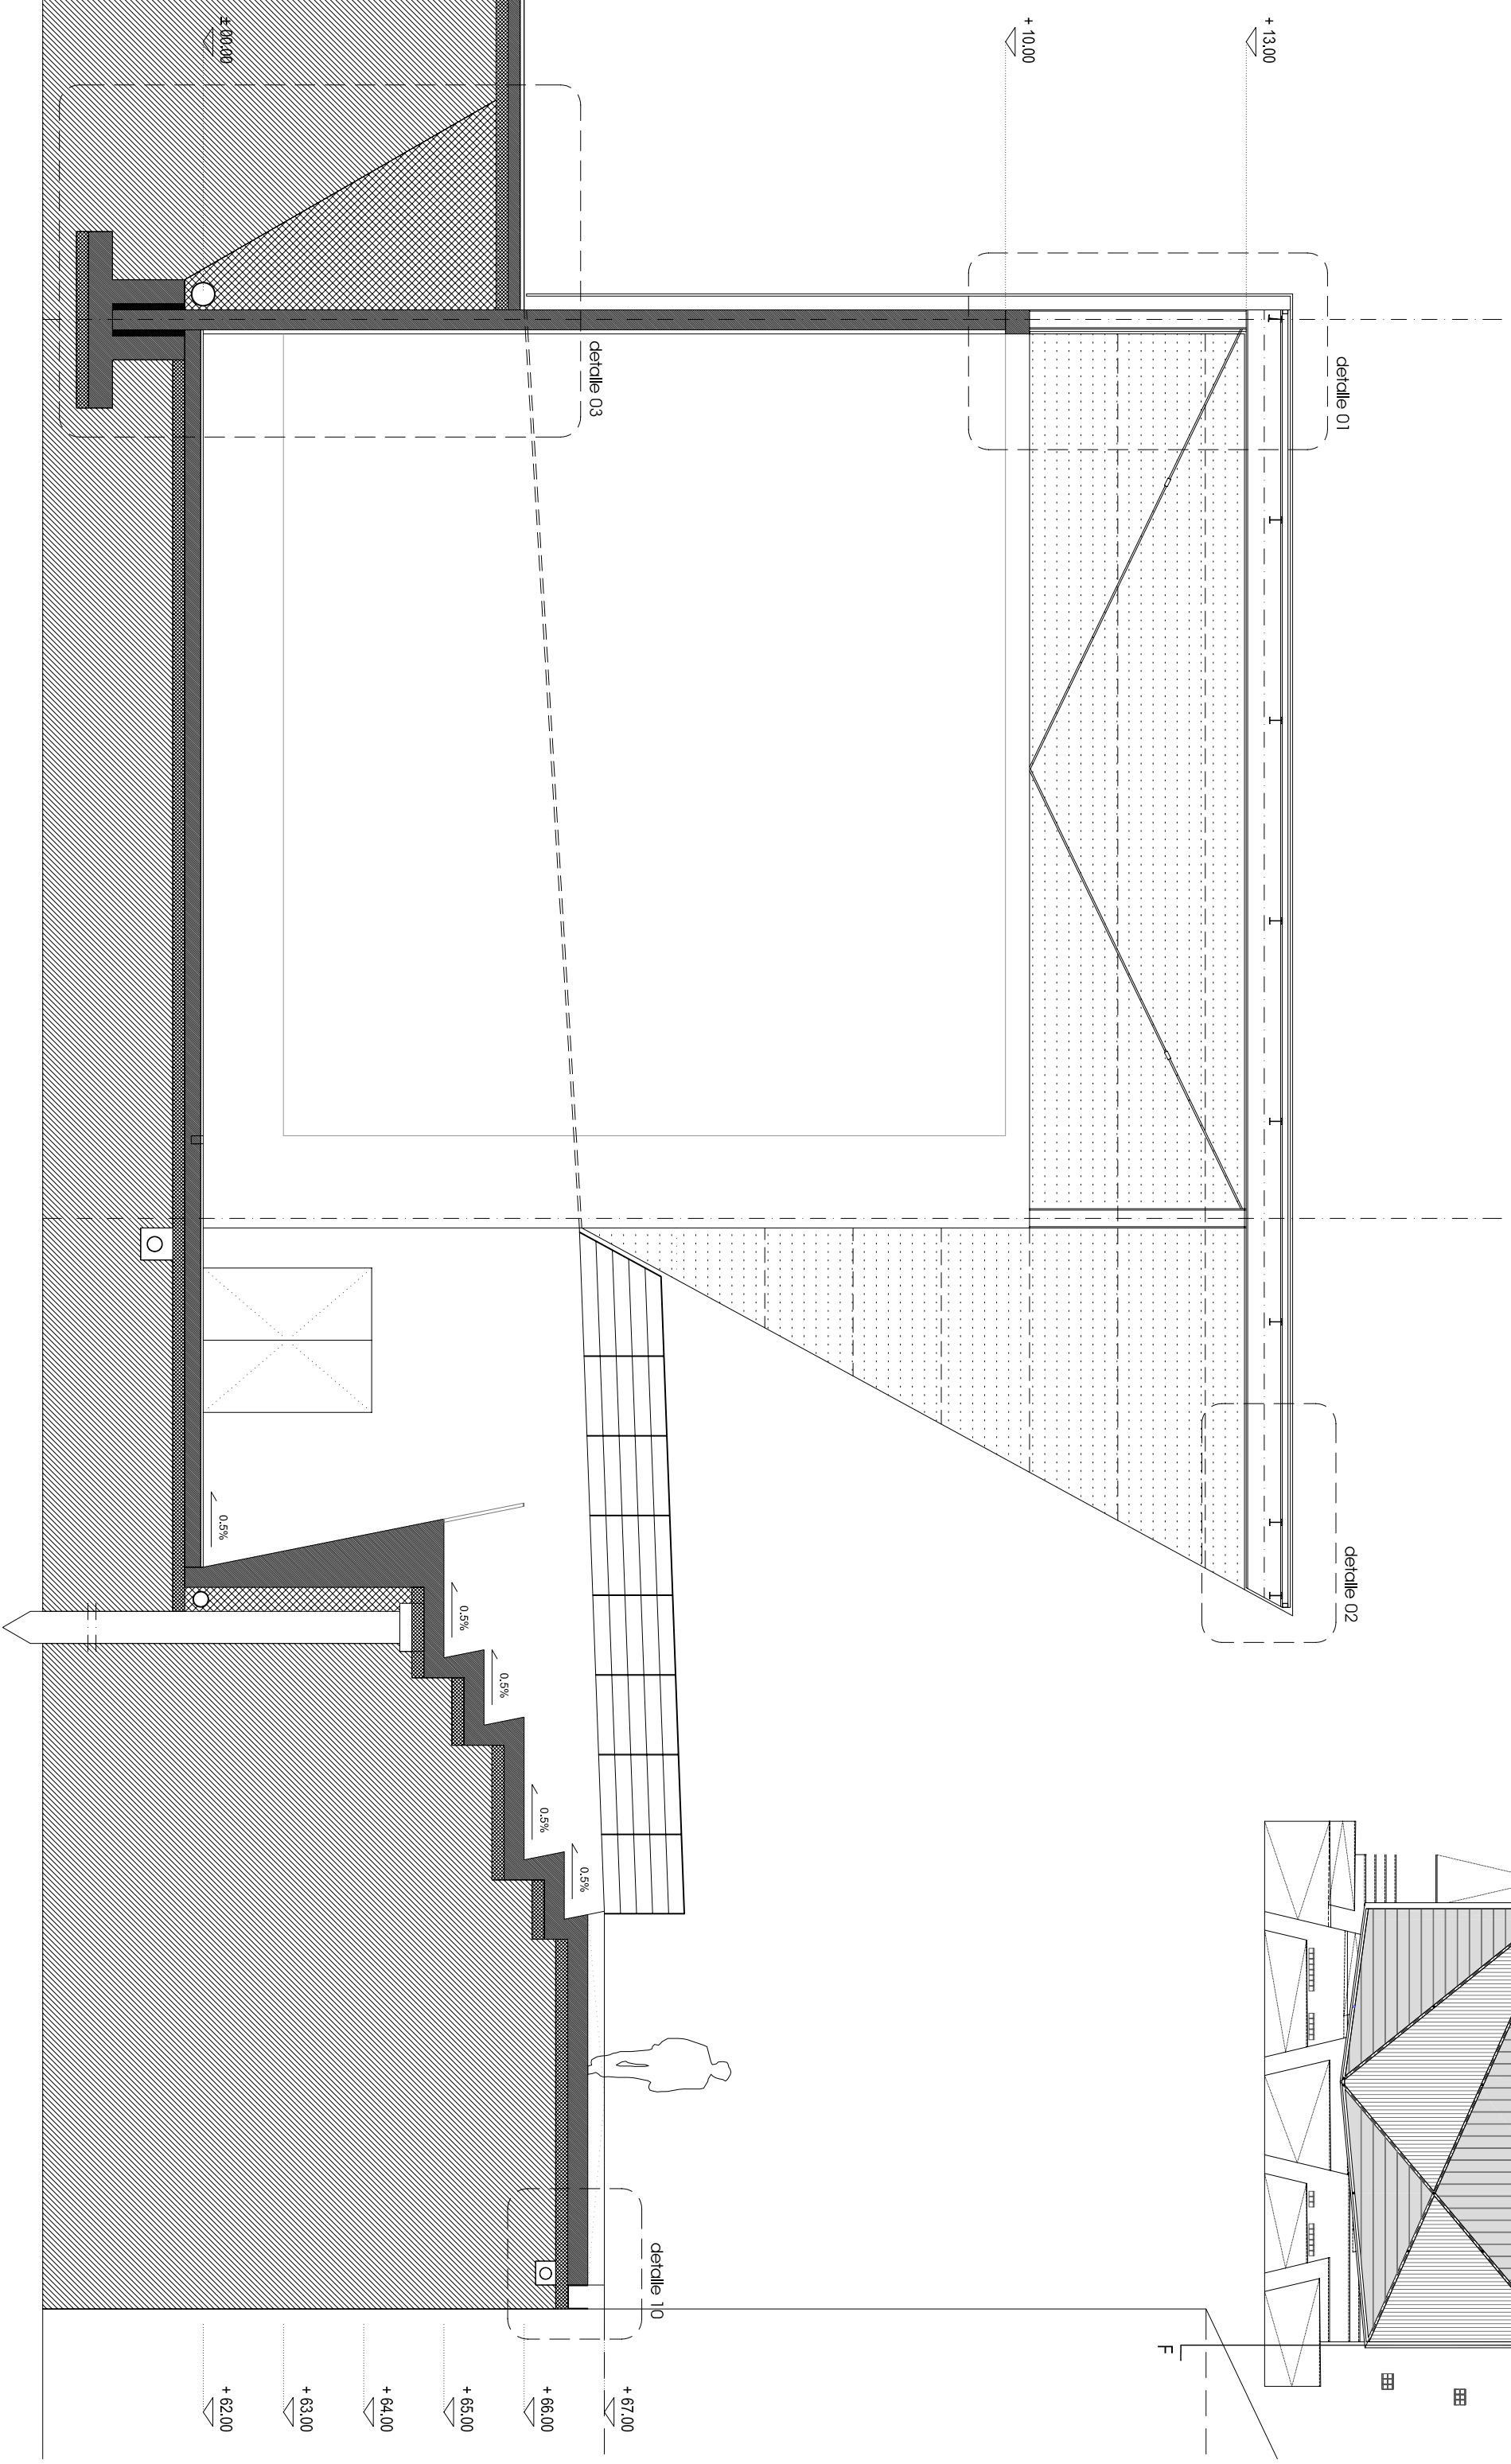 + 13.00
+ 10.00
± 00.00
detalle 01
detalle 02
detalle 03
detalle 10
0.5%
0.5%
0.5%
0.5%
0.5%
+ 67.00
+ 66.00
+ 65.00
+ 64.00
+ 63.00
+ 62.00
F